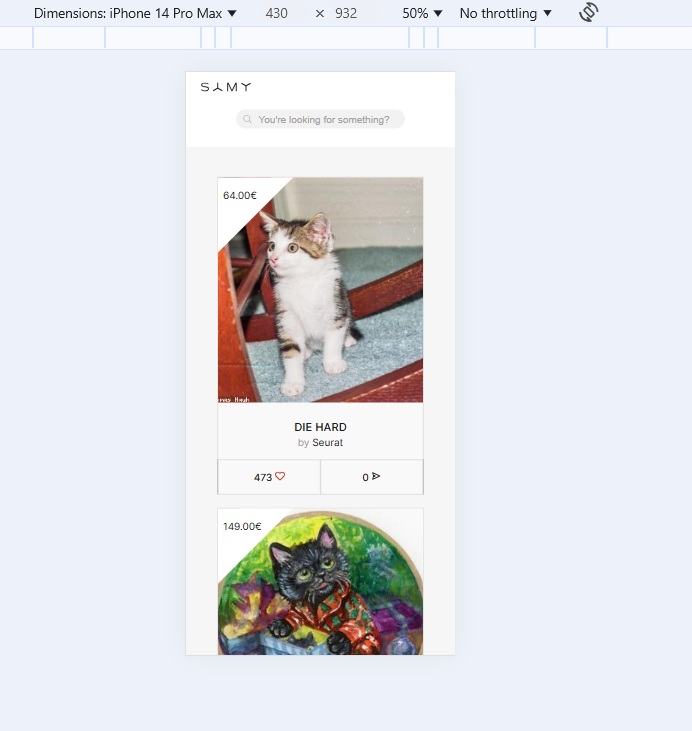 Dimensions: iPhone 14 Pro Max ▼ 430 × 932 50% ▼ No throttling ▼
SAMY
You're looking for something?
64.00€
DIE HARD
by Seurat
473
0
149.00€